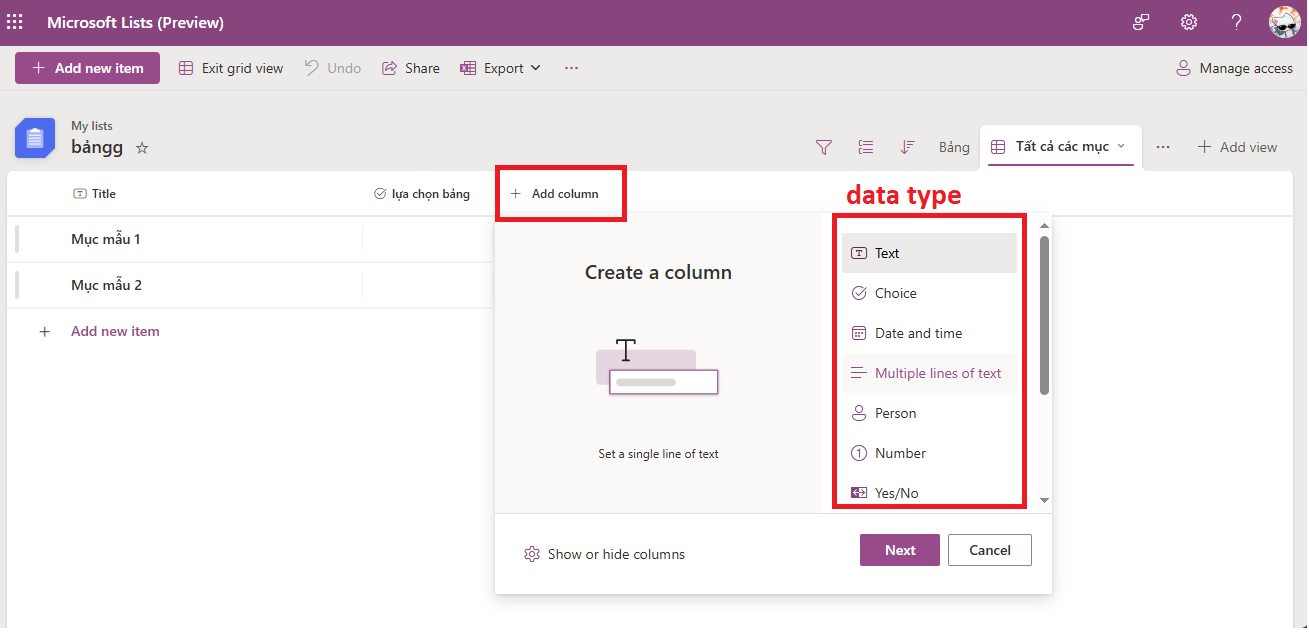 Microsoft Lists (Preview)
Add new item
Exit grid view
Undo
Share
Export
Manage access
My lists
bảngg
Bảng
Tất cả các mục
Add view
data type
Title
lựa chọn bảng
Add column
Mục mẫu 1
Mục mẫu 2
Add new item
Create a column
Set a single line of text
Text
Choice
Date and time
Multiple lines of text
Person
Number
Yes/No
Show or hide columns
Next
Cancel